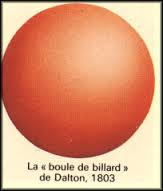 La « boule de billard »
de Dalton, 1803